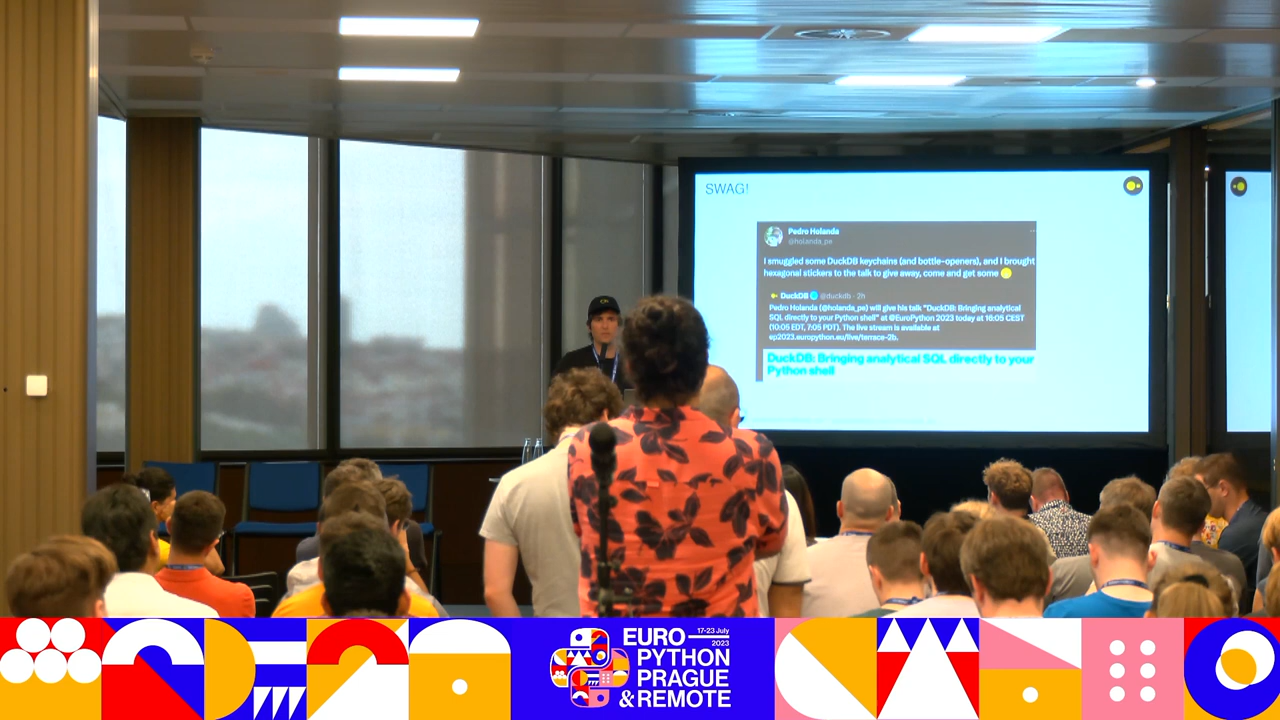 SWAG!
Pedro Holanda
@holanda_pe
I smuggled some DuckDB keychains (and bottle-openers), and I brought
hexagonal stickers to the talk to give away, come and get some
DuckDB @duckdb · 2h
Pedro Holanda (@holanda_pe) will give his talk "DuckDB: Bringing analytical
SQL directly to your Python shell" at @EuroPython 2023 today at 16:05 CEST
(10:05 EDT, 7:05 PDT). The live stream is available at
ep2023.europython.eu/live/terrace-2b.
DuckDB: Bringing analytical SQL directly to your
Python shell
17-23 July
2023
EURO
PYTHON
PRAGUE
& REMOTE